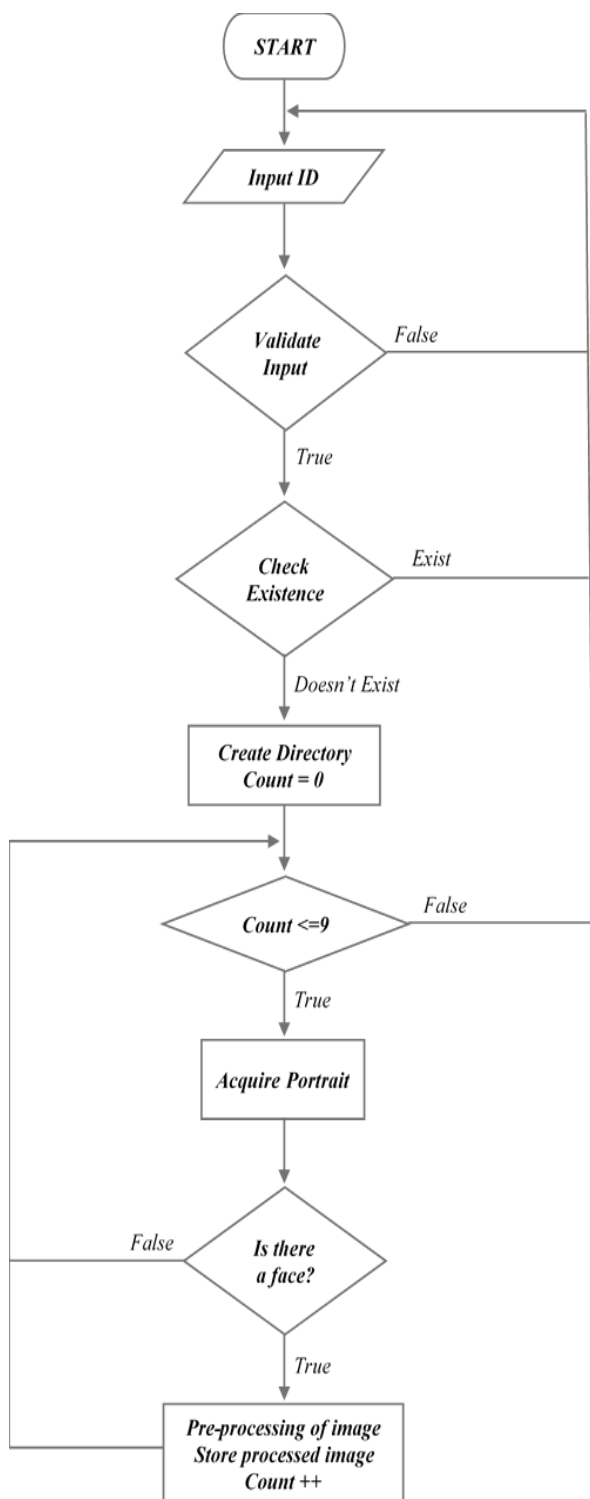 START
Input ID
Validate
Input
False
True
Check
Existence
Exist
Doesn't Exist
Create Directory
Count = 0
Count <=9
False
True
Acquire Portrait
Is there
a face?
False
True
Pre-processing of image
Store processed image
Count ++